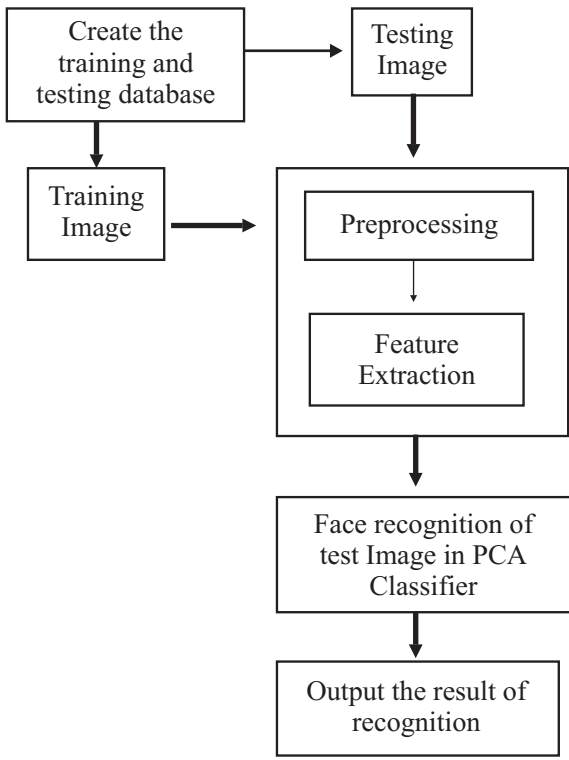 Create the
training and
testing database
Testing
Image
Training
Image
Preprocessing
Feature
Extraction
Face recognition of
test Image in PCA
Classifier
Output the result of
recognition